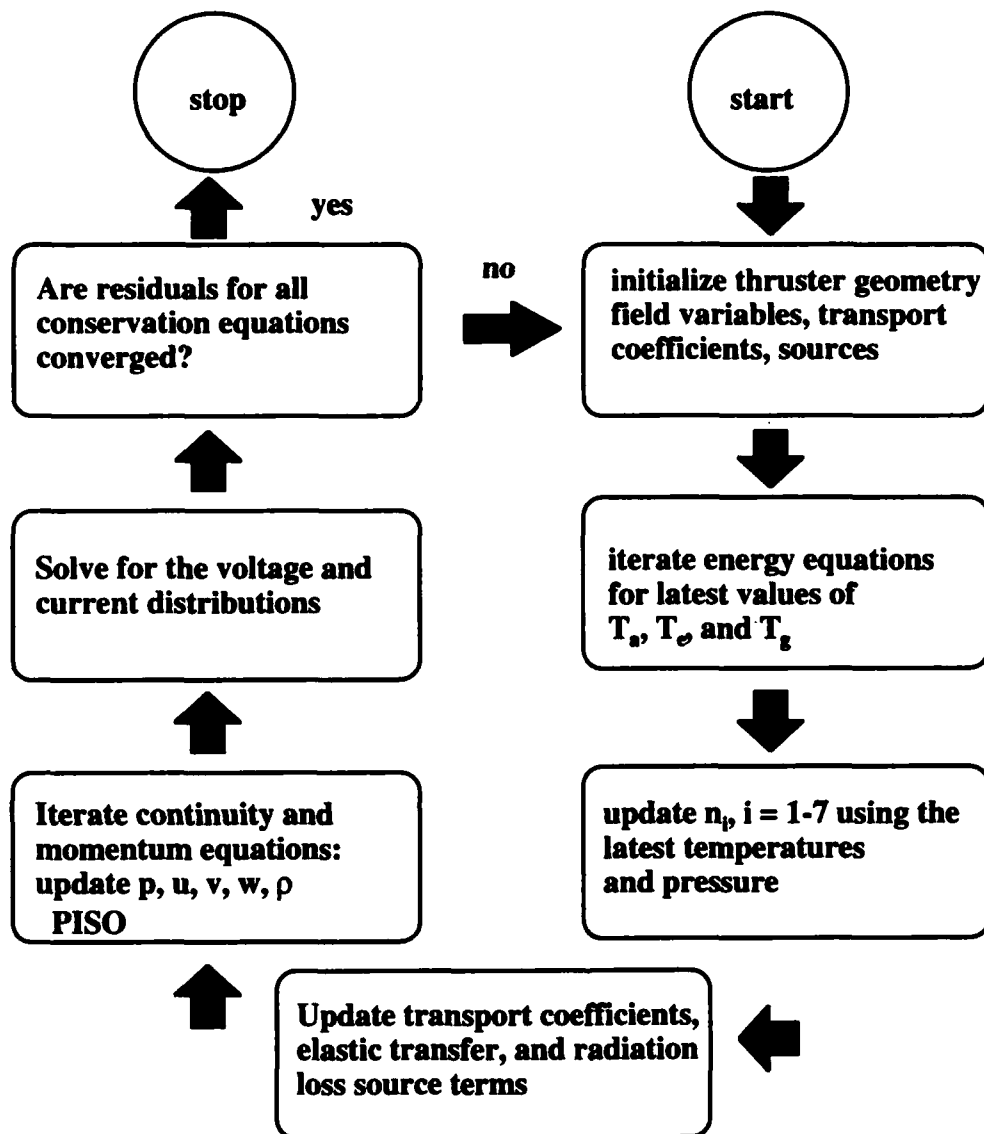 stop
start
yes
no
Are residuals for all
conservation equations
converged?
initialize thruster geometry
field variables, transport
coefficients, sources
Solve for the voltage and
current distributions
iterate energy equations
for latest values of
Tₐ, Tₑ, and T_g
Iterate continuity and
momentum equations:
update p, u, v, w, ρ
PISO
update nᵢ, i = 1-7 using the
latest temperatures
and pressure
Update transport coefficients,
elastic transfer, and radiation
loss source terms